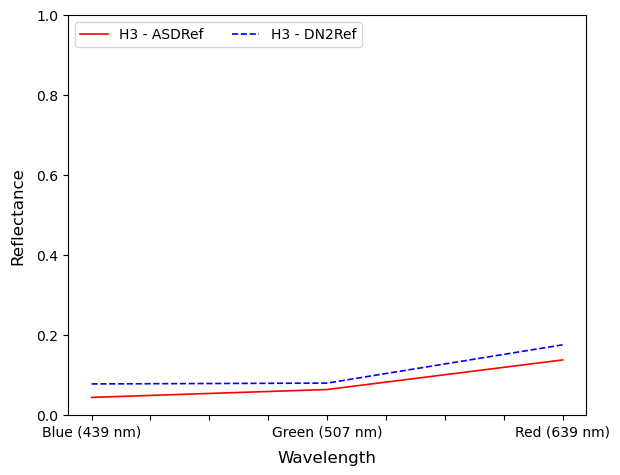 H3 - ASDRef
H3 - DN2Ref
1.0
0.8
0.6
0.4
0.2
0.0
Reflectance
Blue (439 nm)
Green (507 nm)
Red (639 nm)
Wavelength